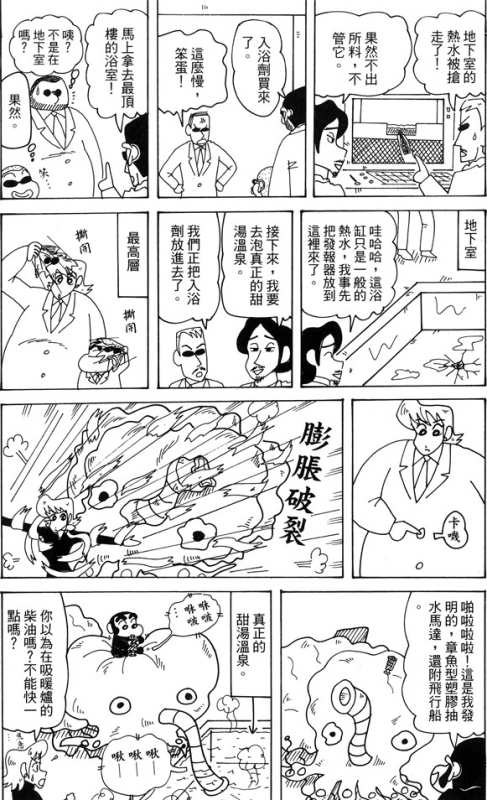 地下室的
熱水被搶
走了！
果然不出
所料，不
管它。
入浴劑買來
了。
這麼慢，
笨蛋！
馬上拿去最頂
樓的浴室！
咦？
不是在
地下室
嗎？
果然。
笑
地下室
哇哈哈，這浴
缸只是一般的
熱水，我事先
把發報器放到
這裡來了。
接下來，我要
去泡真正的甜
湯溫泉。
我們正把入浴
劑放進去了。
最高層
撕開
撕開
卡嘰
膨脹破裂
啪啦啦啦！這是我發
明的，章魚型塑膠抽
水馬達，還附飛行船
。
真正的
甜湯溫泉。
咻咻
啵啵
啾啾啾
你以為在吸暖爐的
柴油嗎？不能快一
點嗎？